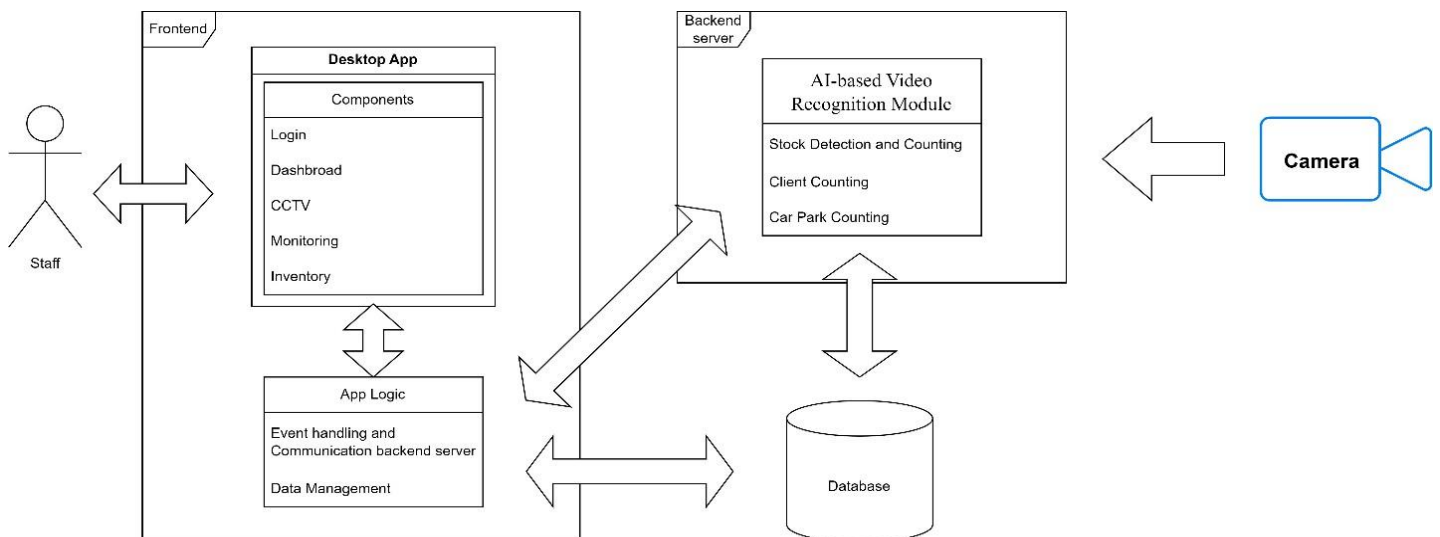 Frontend
Desktop App
Components
Login
Dashbroad
CCTV
Monitoring
Inventory
Staff
App Logic
Event handling and
Communication backend server
Data Management
Backend
server
AI-based Video
Recognition Module
Stock Detection and Counting
Client Counting
Car Park Counting
Camera
Database